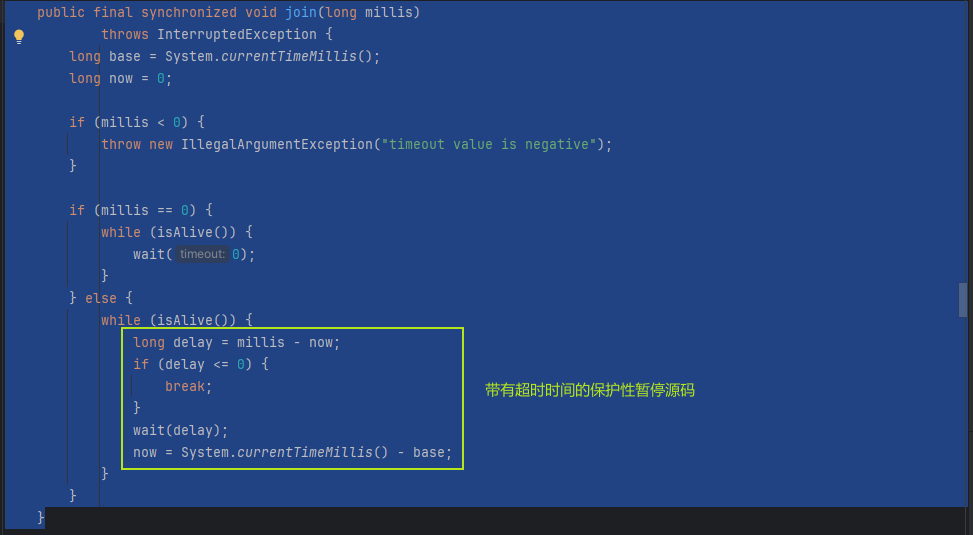 public final synchronized void join(long millis)
throws InterruptedException {
long base = System.currentTimeMillis();
long now = 0;
if (millis < 0) {
throw new IllegalArgumentException("timeout value is negative");
}
if (millis == 0) {
while (isAlive()) {
wait( timeout: 0);
}
} else {
while (isAlive()) {
long delay = millis - now;
if (delay <= 0) {
break;
}
wait(delay);
now = System.currentTimeMillis() - base;
}
}
}
带有超时时间的保护性暂停源码